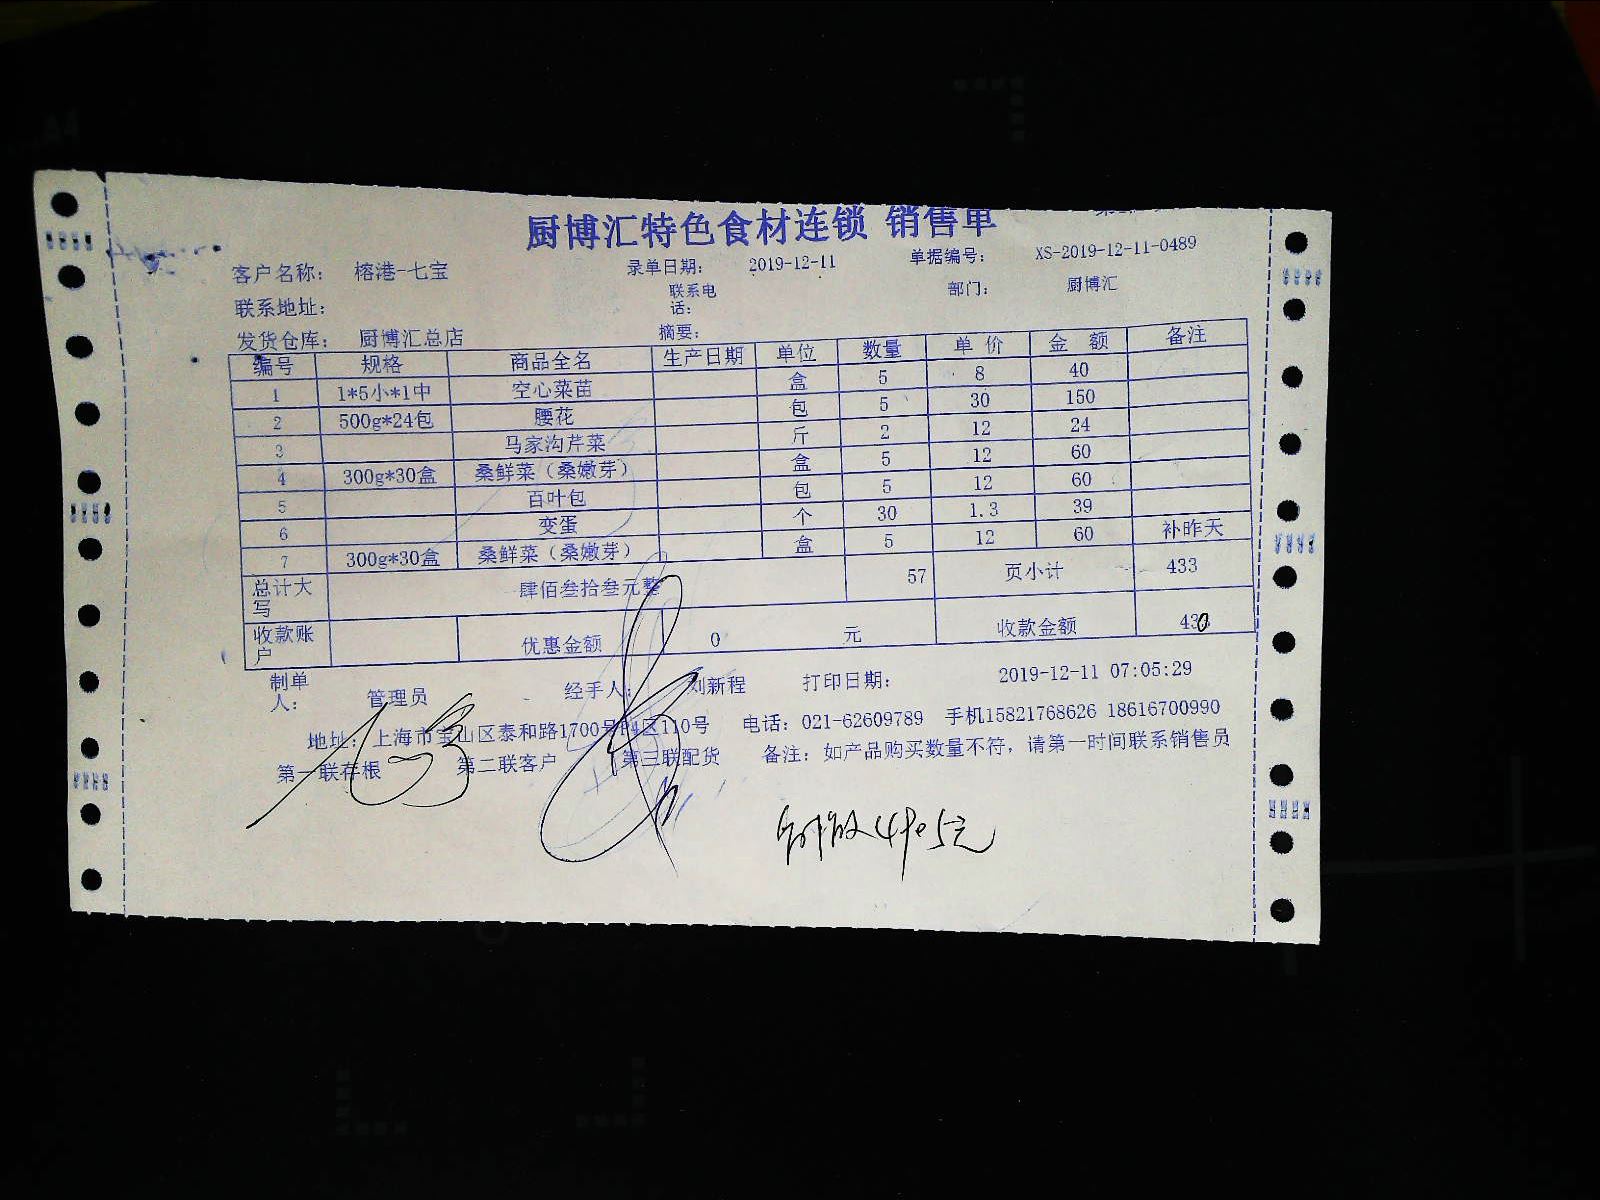 厨博汇特色食材连锁 销售单
客户名称： 榕港-七宝 录单日期： 2019-12-11 单据编号： XS-2019-12-11-0489
联系地址： 联系电话： 部门： 厨博汇
发货仓库： 厨博汇总店 摘要：
编号 规格 商品全名 生产日期 单位 数量 单价 金额 备注
1 1*5小*1中 空心菜苗 盒 5 8 40
2 500g*24包 腰花 包 5 30 150
3 马家沟芹菜 斤 2 12 24
4 300g*30盒 桑鲜菜（桑嫩芽） 盒 5 12 60
5 百叶包 包 5 12 60
6 变蛋 个 30 1.3 39
7 300g*30盒 桑鲜菜（桑嫩芽） 盒 5 12 60 补昨天
总计大写 肆佰叁拾叁元整 57 页小计 433
收款账户 优惠金额 0 元 收款金额 430
制单人： 管理员 经手人： 刘新程 打印日期： 2019-12-11 07:05:29
地址： 上海市宝山区泰和路1700号P4区110号 电话：021-62609789 手机15821768626 18616700990
第一联存根 第二联客户 第三联配货 备注：如产品购买数量不符，请第一时间联系销售员